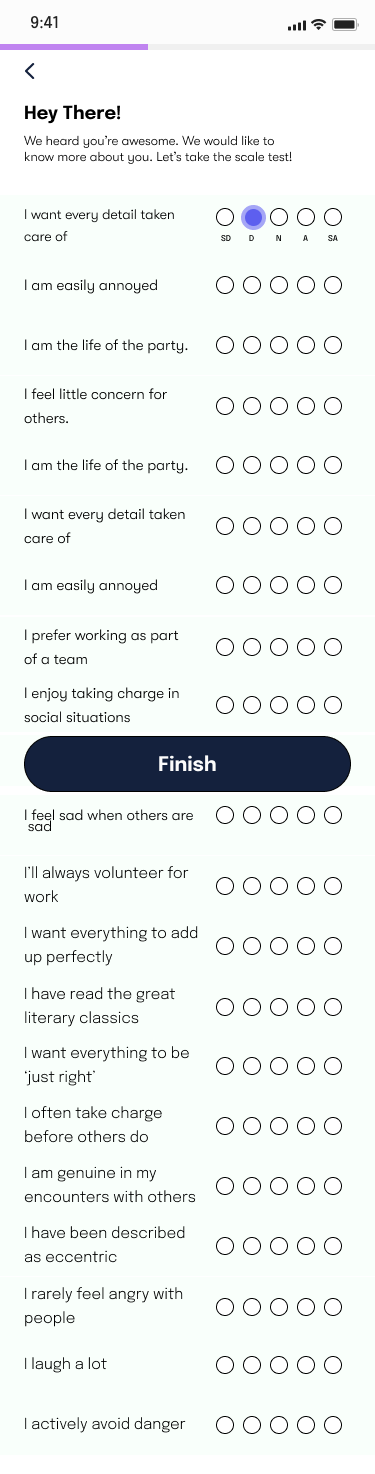 9:41
Hey There!
We heard you're awesome. We would like to
know more about you. Let's take the scale test!
I want every detail taken
care of
SD D N A SA
I am easily annoyed
I am the life of the party.
I feel little concern for
others.
I am the life of the party.
I want every detail taken
care of
I am easily annoyed
I prefer working as part
of a team
I enjoy taking charge in
social situations
Finish
I feel sad when others are
sad
I'll always volunteer for
work
I want everything to add
up perfectly
I have read the great
literary classics
I want everything to be
'just right'
I often take charge
before others do
I am genuine in my
encounters with others
I have been described
as eccentric
I rarely feel angry with
people
I laugh a lot
I actively avoid danger